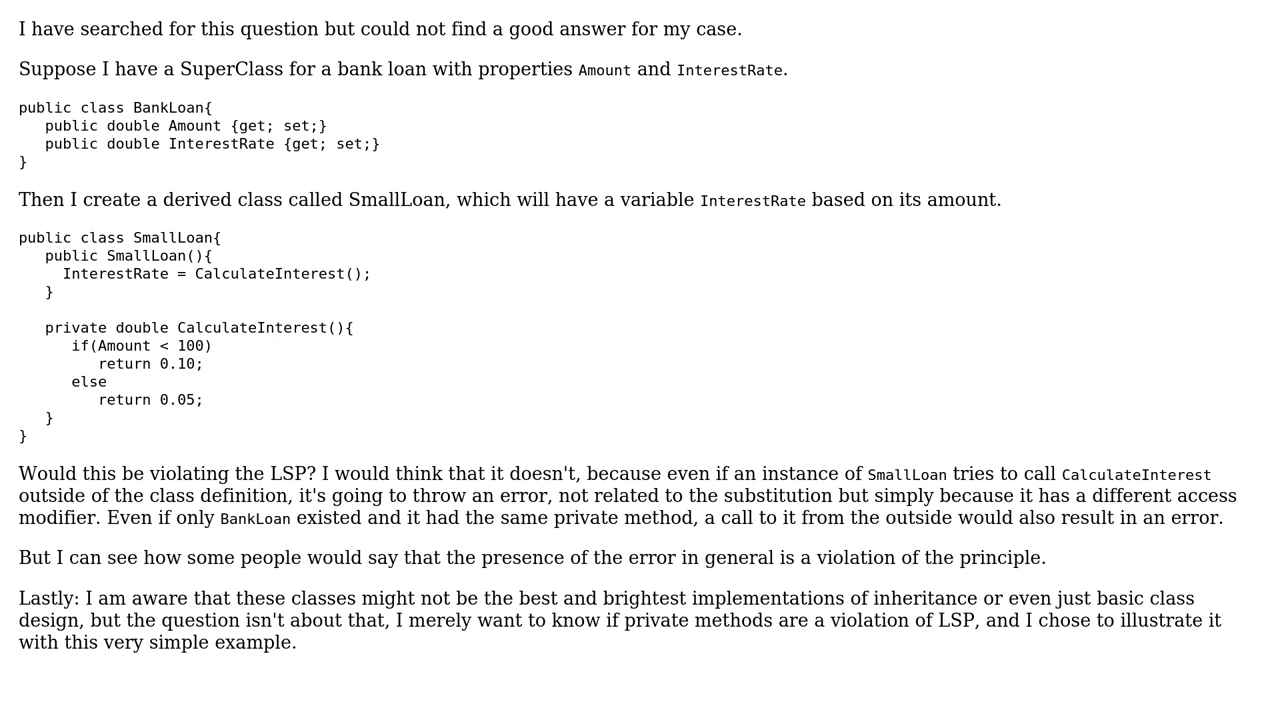 I have searched for this question but could not find a good answer for my case.
Suppose I have a SuperClass for a bank loan with properties Amount and InterestRate.
public class BankLoan{
   public double Amount {get; set;}
   public double InterestRate {get; set;}
}
Then I create a derived class called SmallLoan, which will have a variable InterestRate based on its amount.
public class SmallLoan{
   public SmallLoan(){
     InterestRate = CalculateInterest();
   }
   private double CalculateInterest(){
      if(Amount < 100)
         return 0.10;
      else
         return 0.05;
   }
}
Would this be violating the LSP? I would think that it doesn't, because even if an instance of SmallLoan tries to call CalculateInterest
outside of the class definition, it's going to throw an error, not related to the substitution but simply because it has a different access
modifier. Even if only BankLoan existed and it had the same private method, a call to it from the outside would also result in an error.
But I can see how some people would say that the presence of the error in general is a violation of the principle.
Lastly: I am aware that these classes might not be the best and brightest implementations of inheritance or even just basic class
design, but the question isn't about that, I merely want to know if private methods are a violation of LSP, and I chose to illustrate it
with this very simple example.